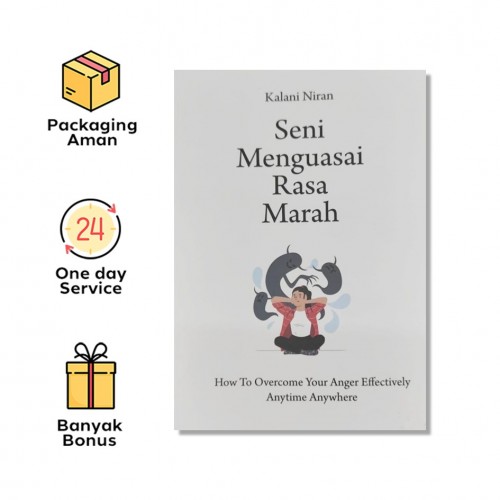 Packaging
Aman
24
One day
Service
Banyak
Bonus
Kalani Niran
Seni
Menguasai
Rasa
Marah
How To Overcome Your Anger Effectively
Anytime Anywhere